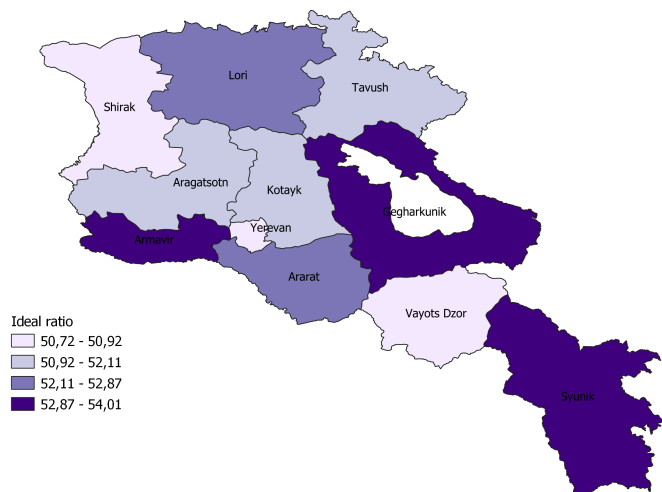 Lori
Tavush
Shirak
Aragatsotn
Kotayk
Gegharkunik
Yerevan
Armavir
Ararat
Vayots Dzor
Syunik
Ideal ratio
50,72 - 50,92
50,92 - 52,11
52,11 - 52,87
52,87 - 54,01